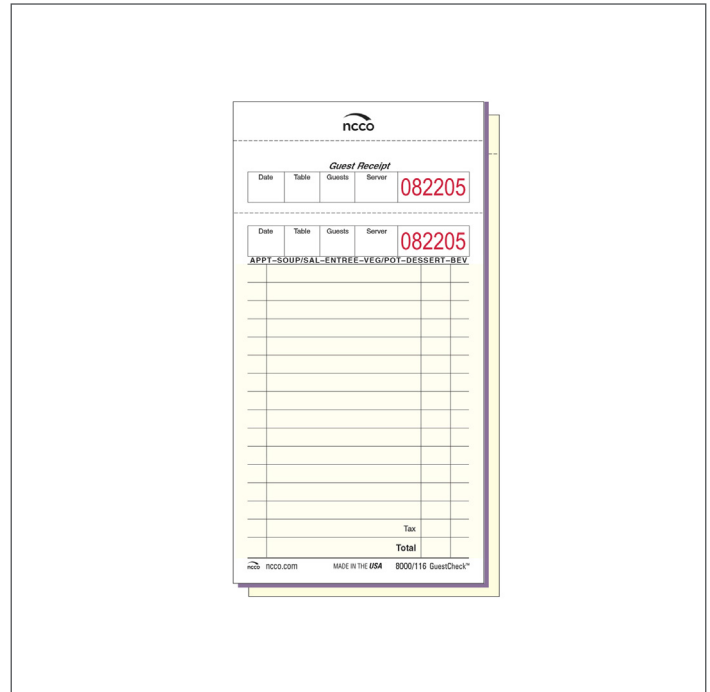 ncco
Guest Receipt
Date Table Guests Server 082205
Date Table Guests Server 082205
APPT–SOUP/SAL–ENTREE–VEG/POT–DESSERT–BEV
Tax
Total
ncco ncco.com MADE IN THE USA 8000/116 GuestCheck™